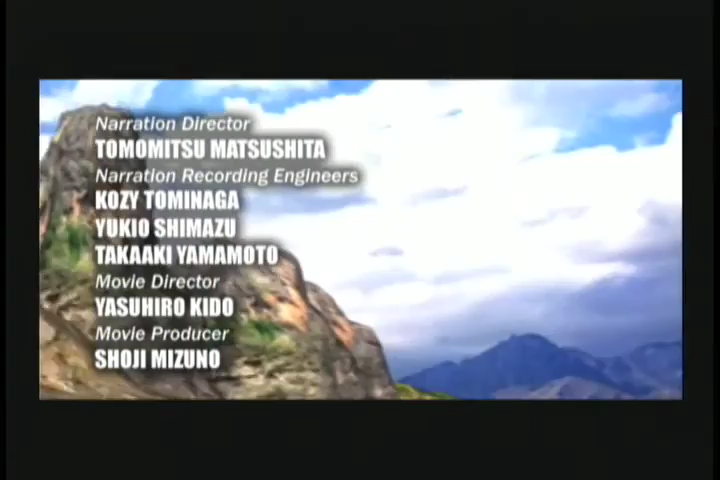 Narration Director
TOMOMITSU MATSUSHITA
Narration Recording Engineers
KOZY TOMINAGA
YUKIO SHIMAZU
TAKAAKI YAMAMOTO
Movie Director
YASUHIRO KIDO
Movie Producer
SHOJI MIZUNO